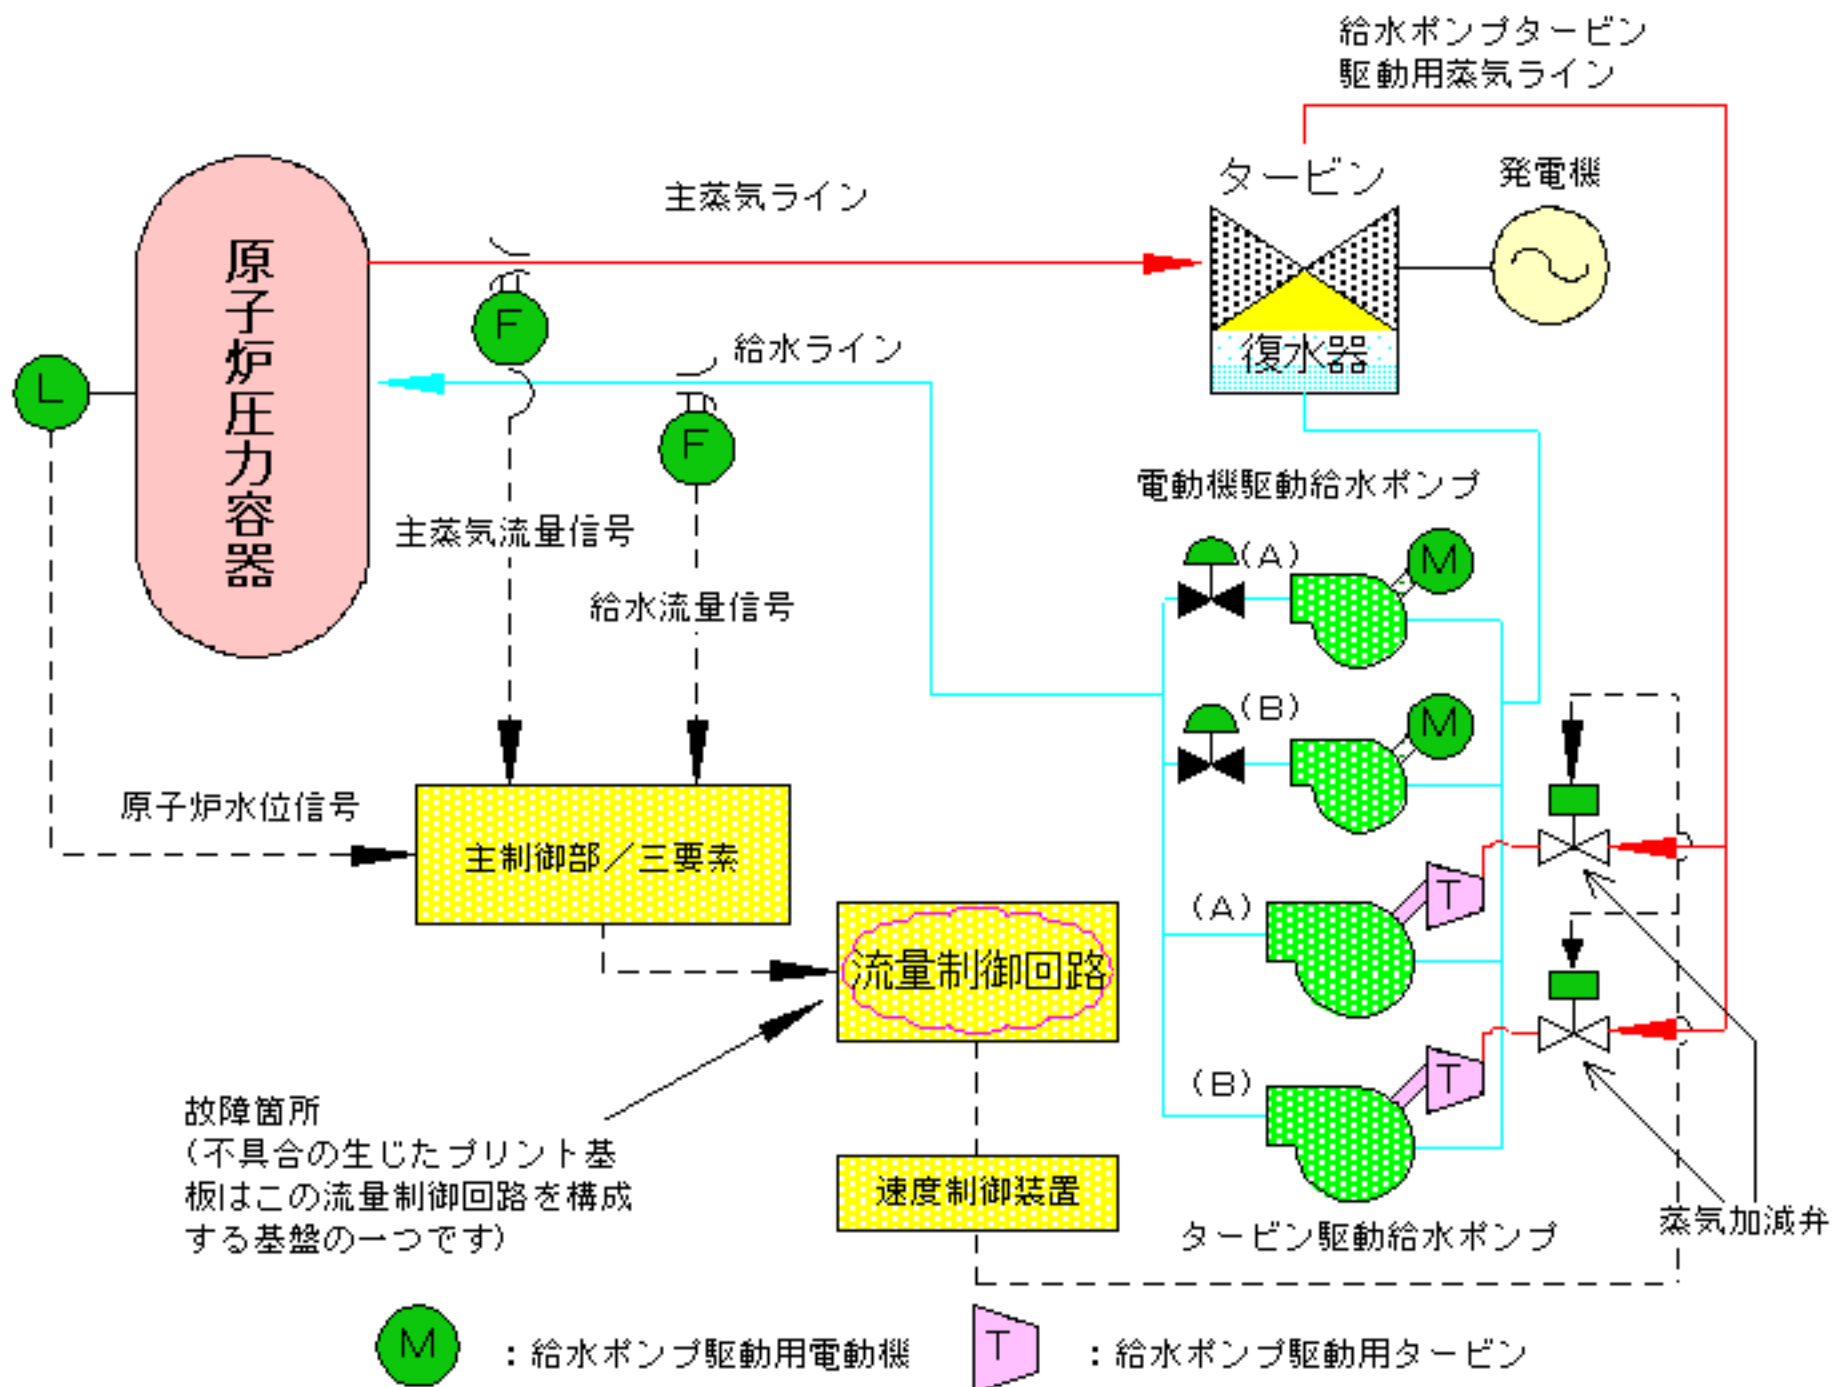 給水ポンプタービン
駆動用蒸気ライン
タービン
発電機
主蒸気ライン
原子炉圧力容器
F
給水ライン
復水器
L
F
電動機駆動給水ポンプ
主蒸気流量信号
(A)
M
給水流量信号
(B)
M
原子炉水位信号
主制御部／三要素
(A)
T
流量制御回路
(B)
T
故障箇所
(不具合の生じたプリント基
板はこの流量制御回路を構成
する基盤の一つです)
速度制御装置
タービン駆動給水ポンプ
蒸気加減弁
M
：給水ポンプ駆動用電動機
T
：給水ポンプ駆動用タービン